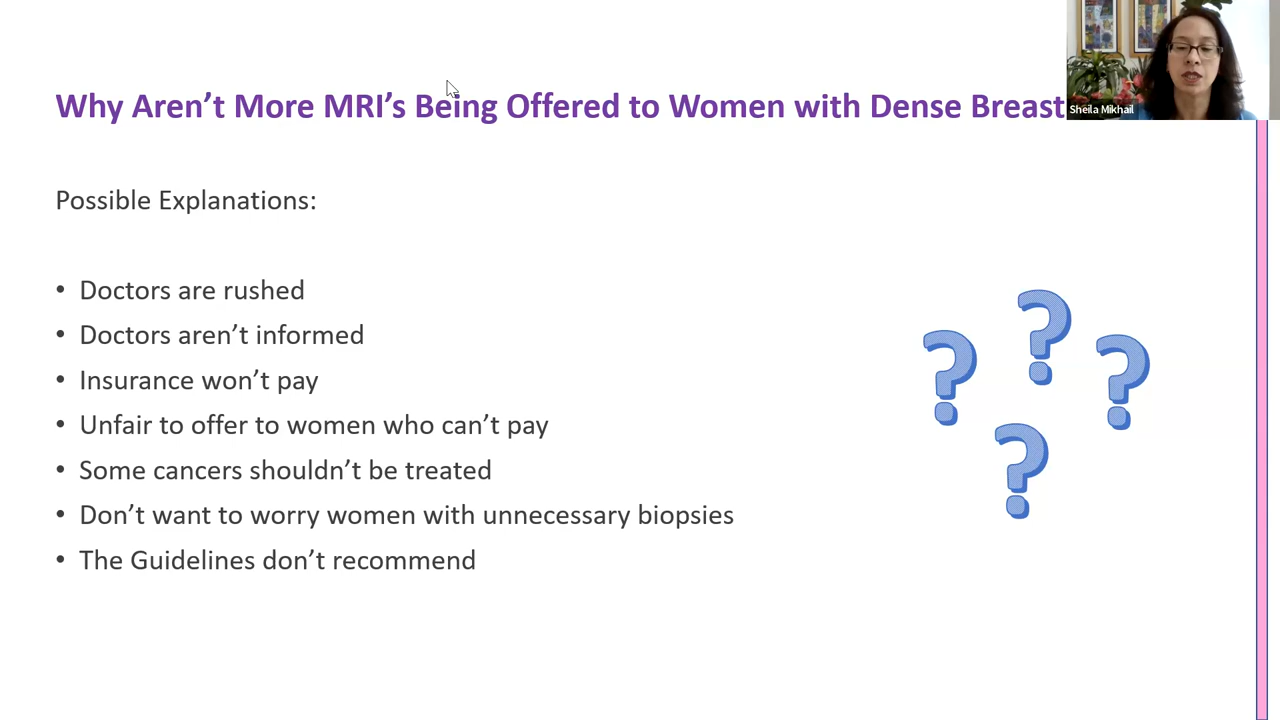 Why Aren't More MRI's Being Offered to Women with Dense Breast
Sheila Mikhail
Possible Explanations:
• Doctors are rushed
• Doctors aren't informed
• Insurance won't pay
• Unfair to offer to women who can't pay
• Some cancers shouldn't be treated
• Don't want to worry women with unnecessary biopsies
• The Guidelines don't recommend
? ? ? ?